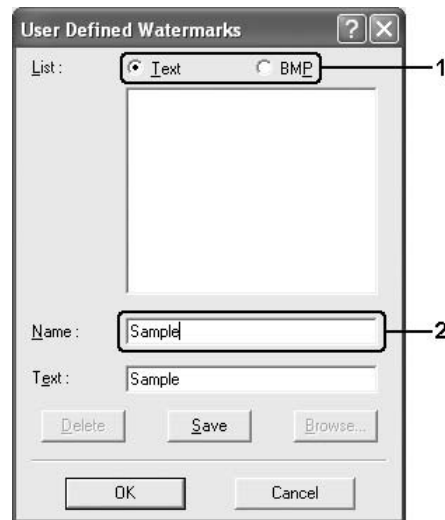 User Defined Watermarks
List : Text BMP 1
Name : Sample 2
Text : Sample
Delete Save Browse...
OK Cancel